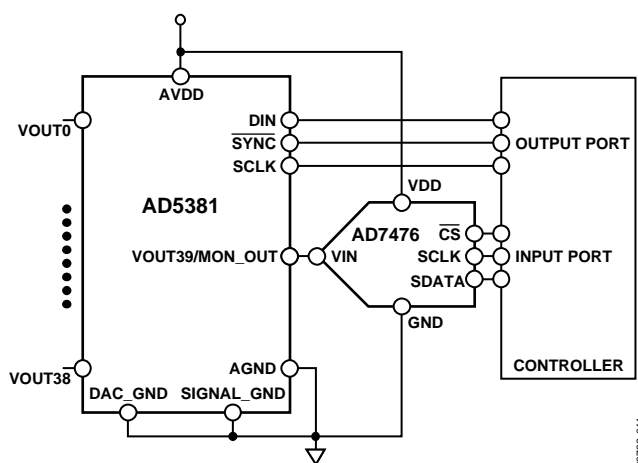 AVDD
VOUT0
DIN
SYNC
SCLK
OUTPUT PORT
VDD
AD5381
AD7476
CS
VOUT39/MON_OUT
VIN
SCLK
INPUT PORT
SDATA
GND
VOUT38
AGND
CONTROLLER
DAC_GND
SIGNAL_GND